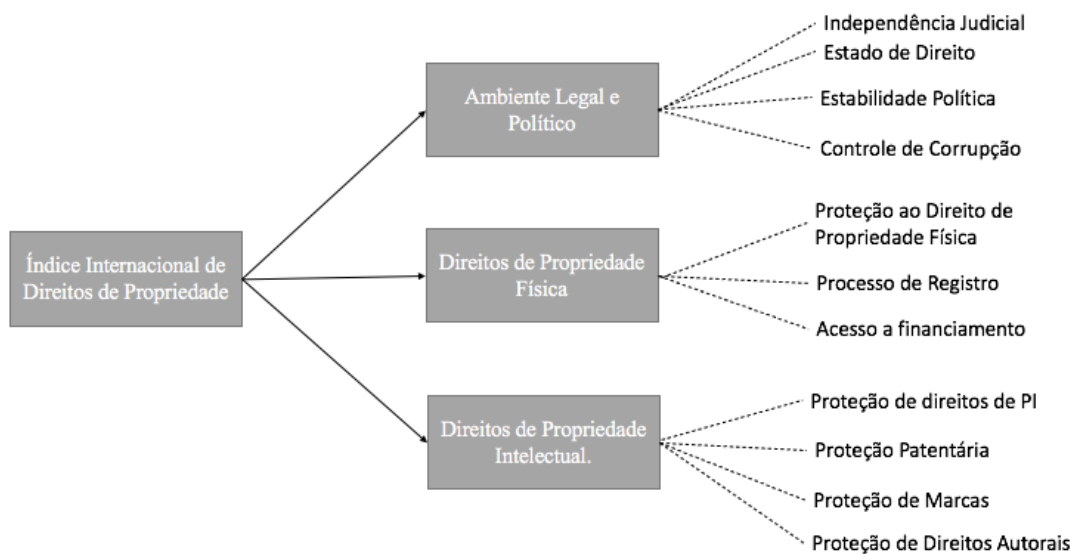 Índice Internacional de
Direitos de Propriedade
Ambiente Legal e
Político
Independência Judicial
Estado de Direito
Estabilidade Política
Controle de Corrupção
Direitos de Propriedade
Física
Proteção ao Direito de
Propriedade Física
Processo de Registro
Acesso a financiamento
Direitos de Propriedade
Intelectual.
Proteção de direitos de PI
Proteção Patentária
Proteção de Marcas
Proteção de Direitos Autorais